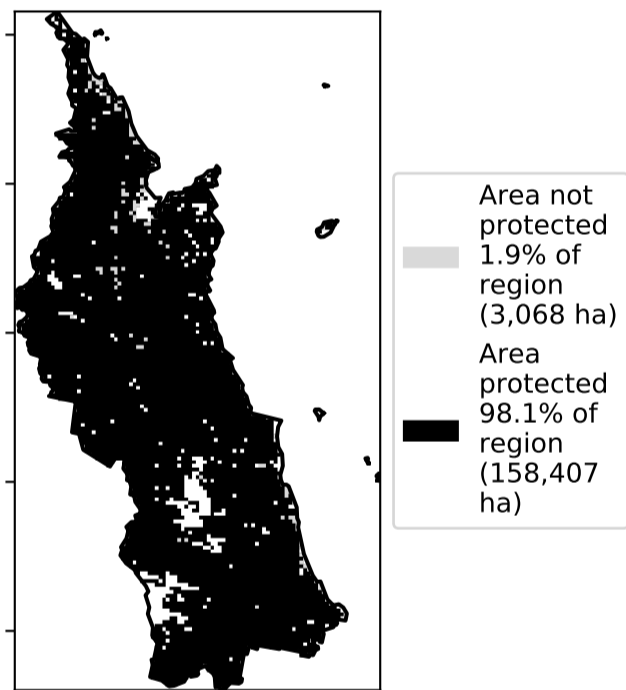 Area not
protected
1.9% of
region
(3,068 ha)
Area
protected
98.1% of
region
(158,407
ha)